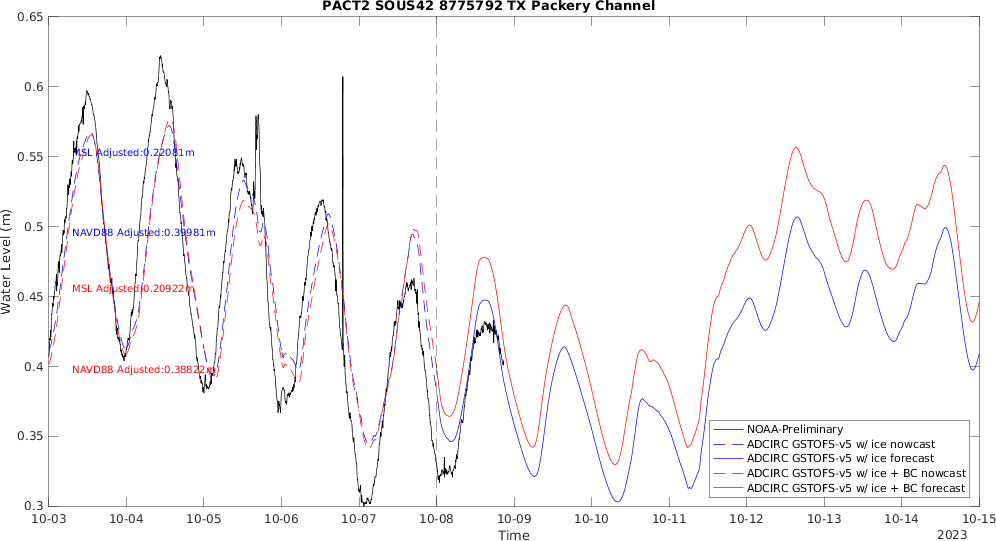 PACT2 SOUS42 8775792 TX Packery Channel
0.65
0.6
0.55
0.5
0.45
0.4
0.35
0.3
Water Level (m)
MSL Adjusted:0.22081m
NAVD88 Adjusted:0.39981m
MSL Adjusted:0.20922m
NAVD88 Adjusted:0.38822m
NOAA-Preliminary
ADCIRC GSTOFS-v5 w/ ice nowcast
ADCIRC GSTOFS-v5 w/ ice forecast
ADCIRC GSTOFS-v5 w/ ice + BC nowcast
ADCIRC GSTOFS-v5 w/ ice + BC forecast
10-03 10-04 10-05 10-06 10-07 10-08 10-09 10-10 10-11 10-12 10-13 10-14 10-15
Time
2023